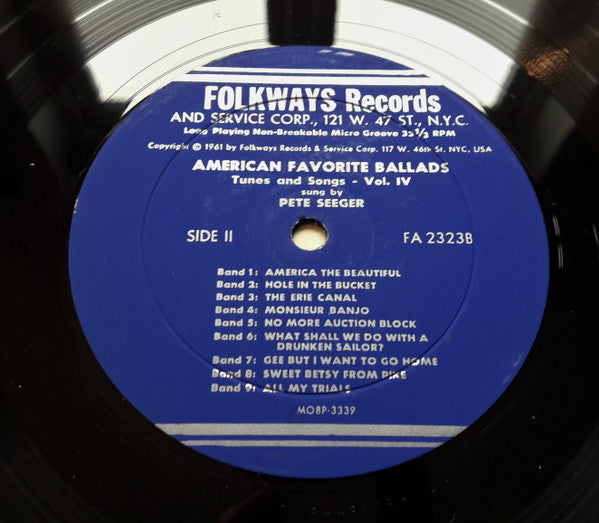 FOLKWAYS Records
AND SERVICE CORP., 121 W. 47 ST., N.Y.C.
Long Playing Non-Breakable Micro Groove 33 1/3 RPM
Copyright © 1961 by Folkways Records & Service Corp. 117 W. 46th St. NYC, USA
AMERICAN FAVORITE BALLADS
Tunes and Songs - Vol. IV
sung by
PETE SEEGER
SIDE II FA 2323B
Band 1: AMERICA THE BEAUTIFUL
Band 2: HOLE IN THE BUCKET
Band 3: THE ERIE CANAL
Band 4: MONSIEUR BANJO
Band 5: NO MORE AUCTION BLOCK
Band 6: WHAT SHALL WE DO WITH A
DRUNKEN SAILOR?
Band 7: GEE BUT I WANT TO GO HOME
Band 8: SWEET BETSY FROM PIKE
Band 9: ALL MY TRIALS
MOBP-3339